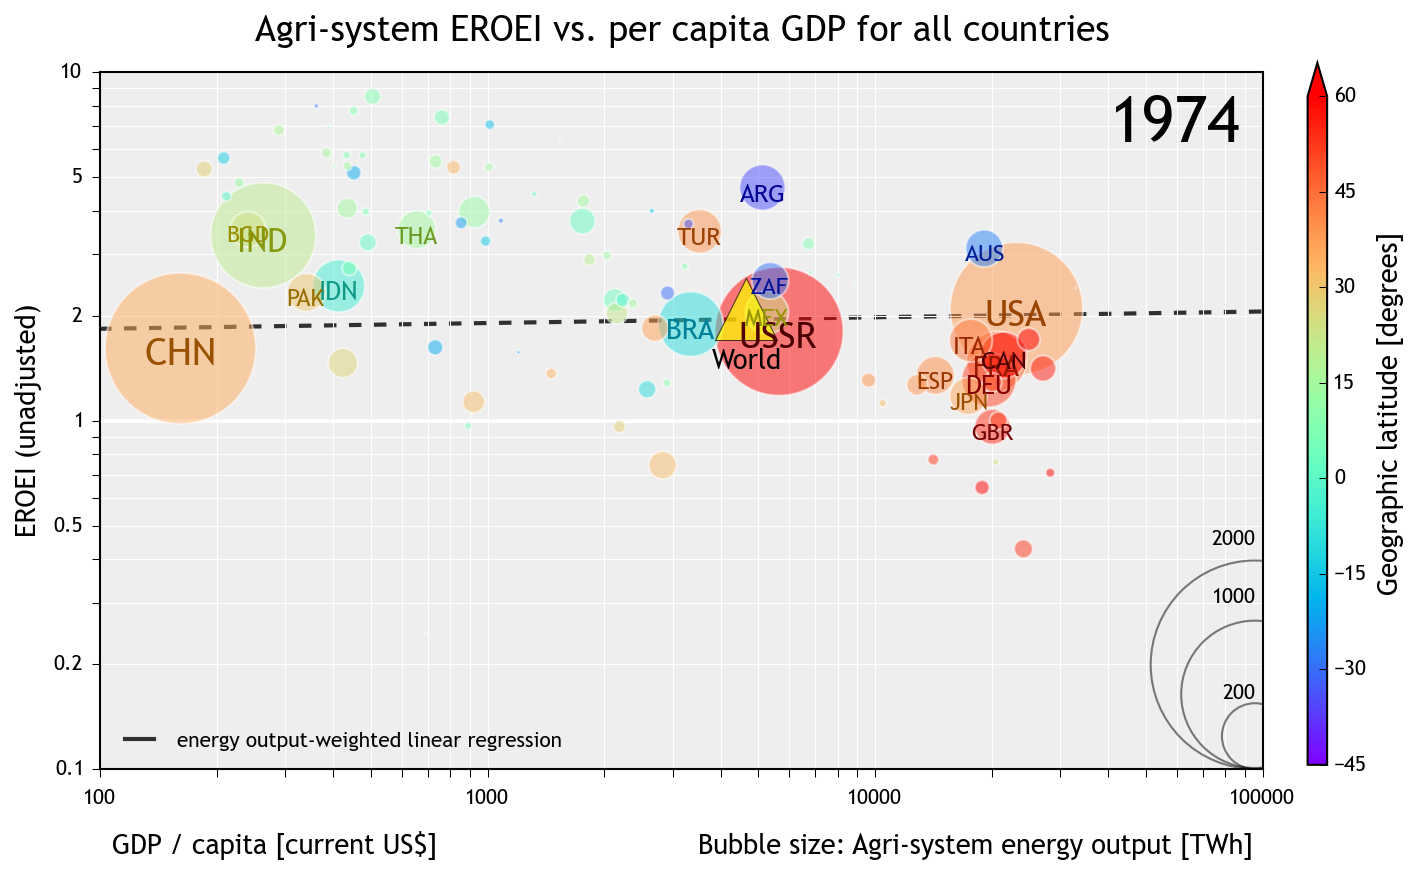 Agri-system EROEI vs. per capita GDP for all countries
1974
EROEI (unadjusted)
10
5
2
1
0.5
0.2
0.1
ARG
BGD
IND
THA
TUR
AUS
PAK
IDN
ZAF
MEX
USA
BRA
USSR
CHN
World
ITA
CAN
FRA
ESP
DEU
JPN
GBR
2000
1000
200
energy output-weighted linear regression
100
1000
10000
100000
GDP / capita [current US$]
Bubble size: Agri-system energy output [TWh]
60
45
30
15
0
−15
−30
−45
Geographic latitude [degrees]